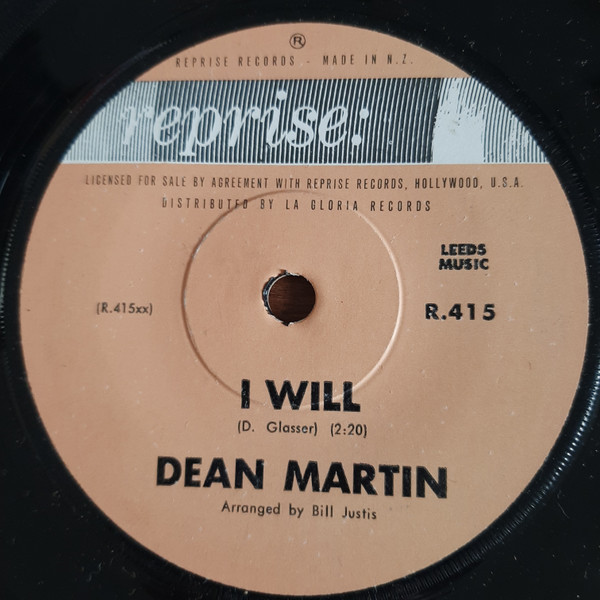 ®
REPRISE RECORDS - MADE IN N.Z.
reprise:
LICENSED FOR SALE BY AGREEMENT WITH REPRISE RECORDS, HOLLYWOOD, U.S.A.
DISTRIBUTED BY LA GLORIA RECORDS
LEEDS
MUSIC
(R.415xx)
R.415
I WILL
(D. Glasser) (2:20)
DEAN MARTIN
Arranged by Bill Justis